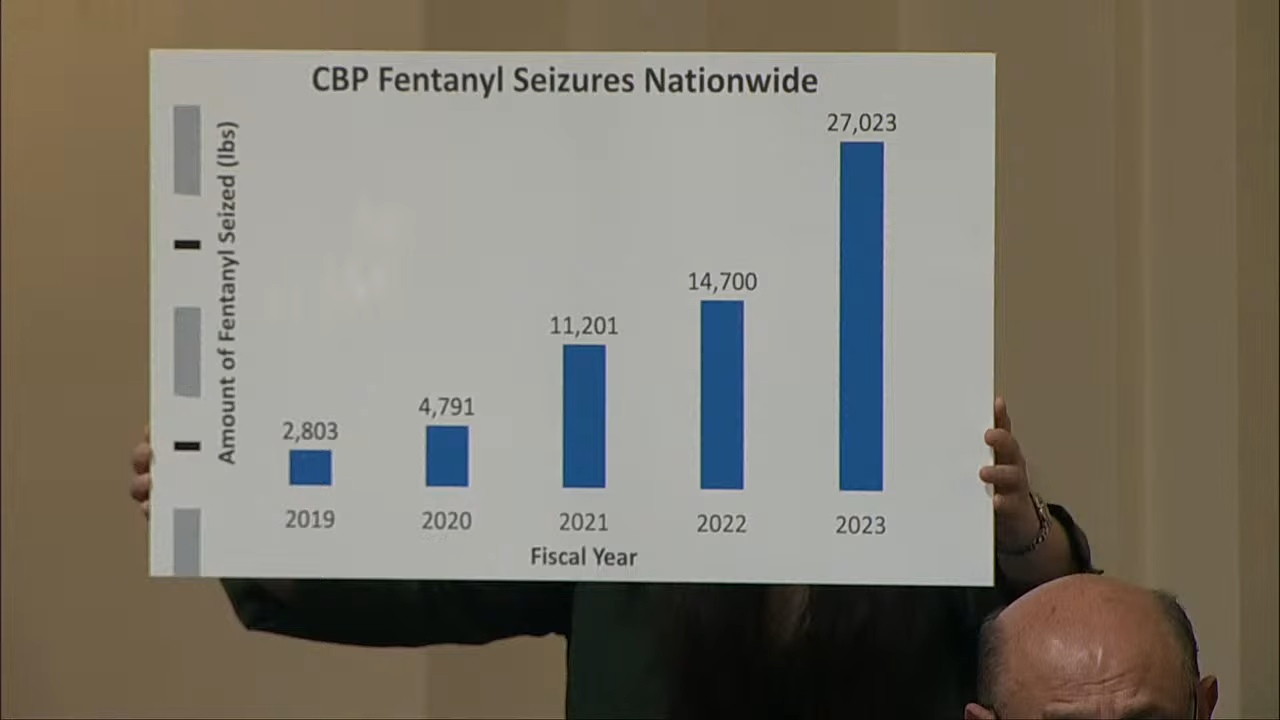 CBP Fentanyl Seizures Nationwide
Amount of Fentanyl Seized (lbs)
27,023
14,700
11,201
4,791
2,803
2019 2020 2021 2022 2023
Fiscal Year